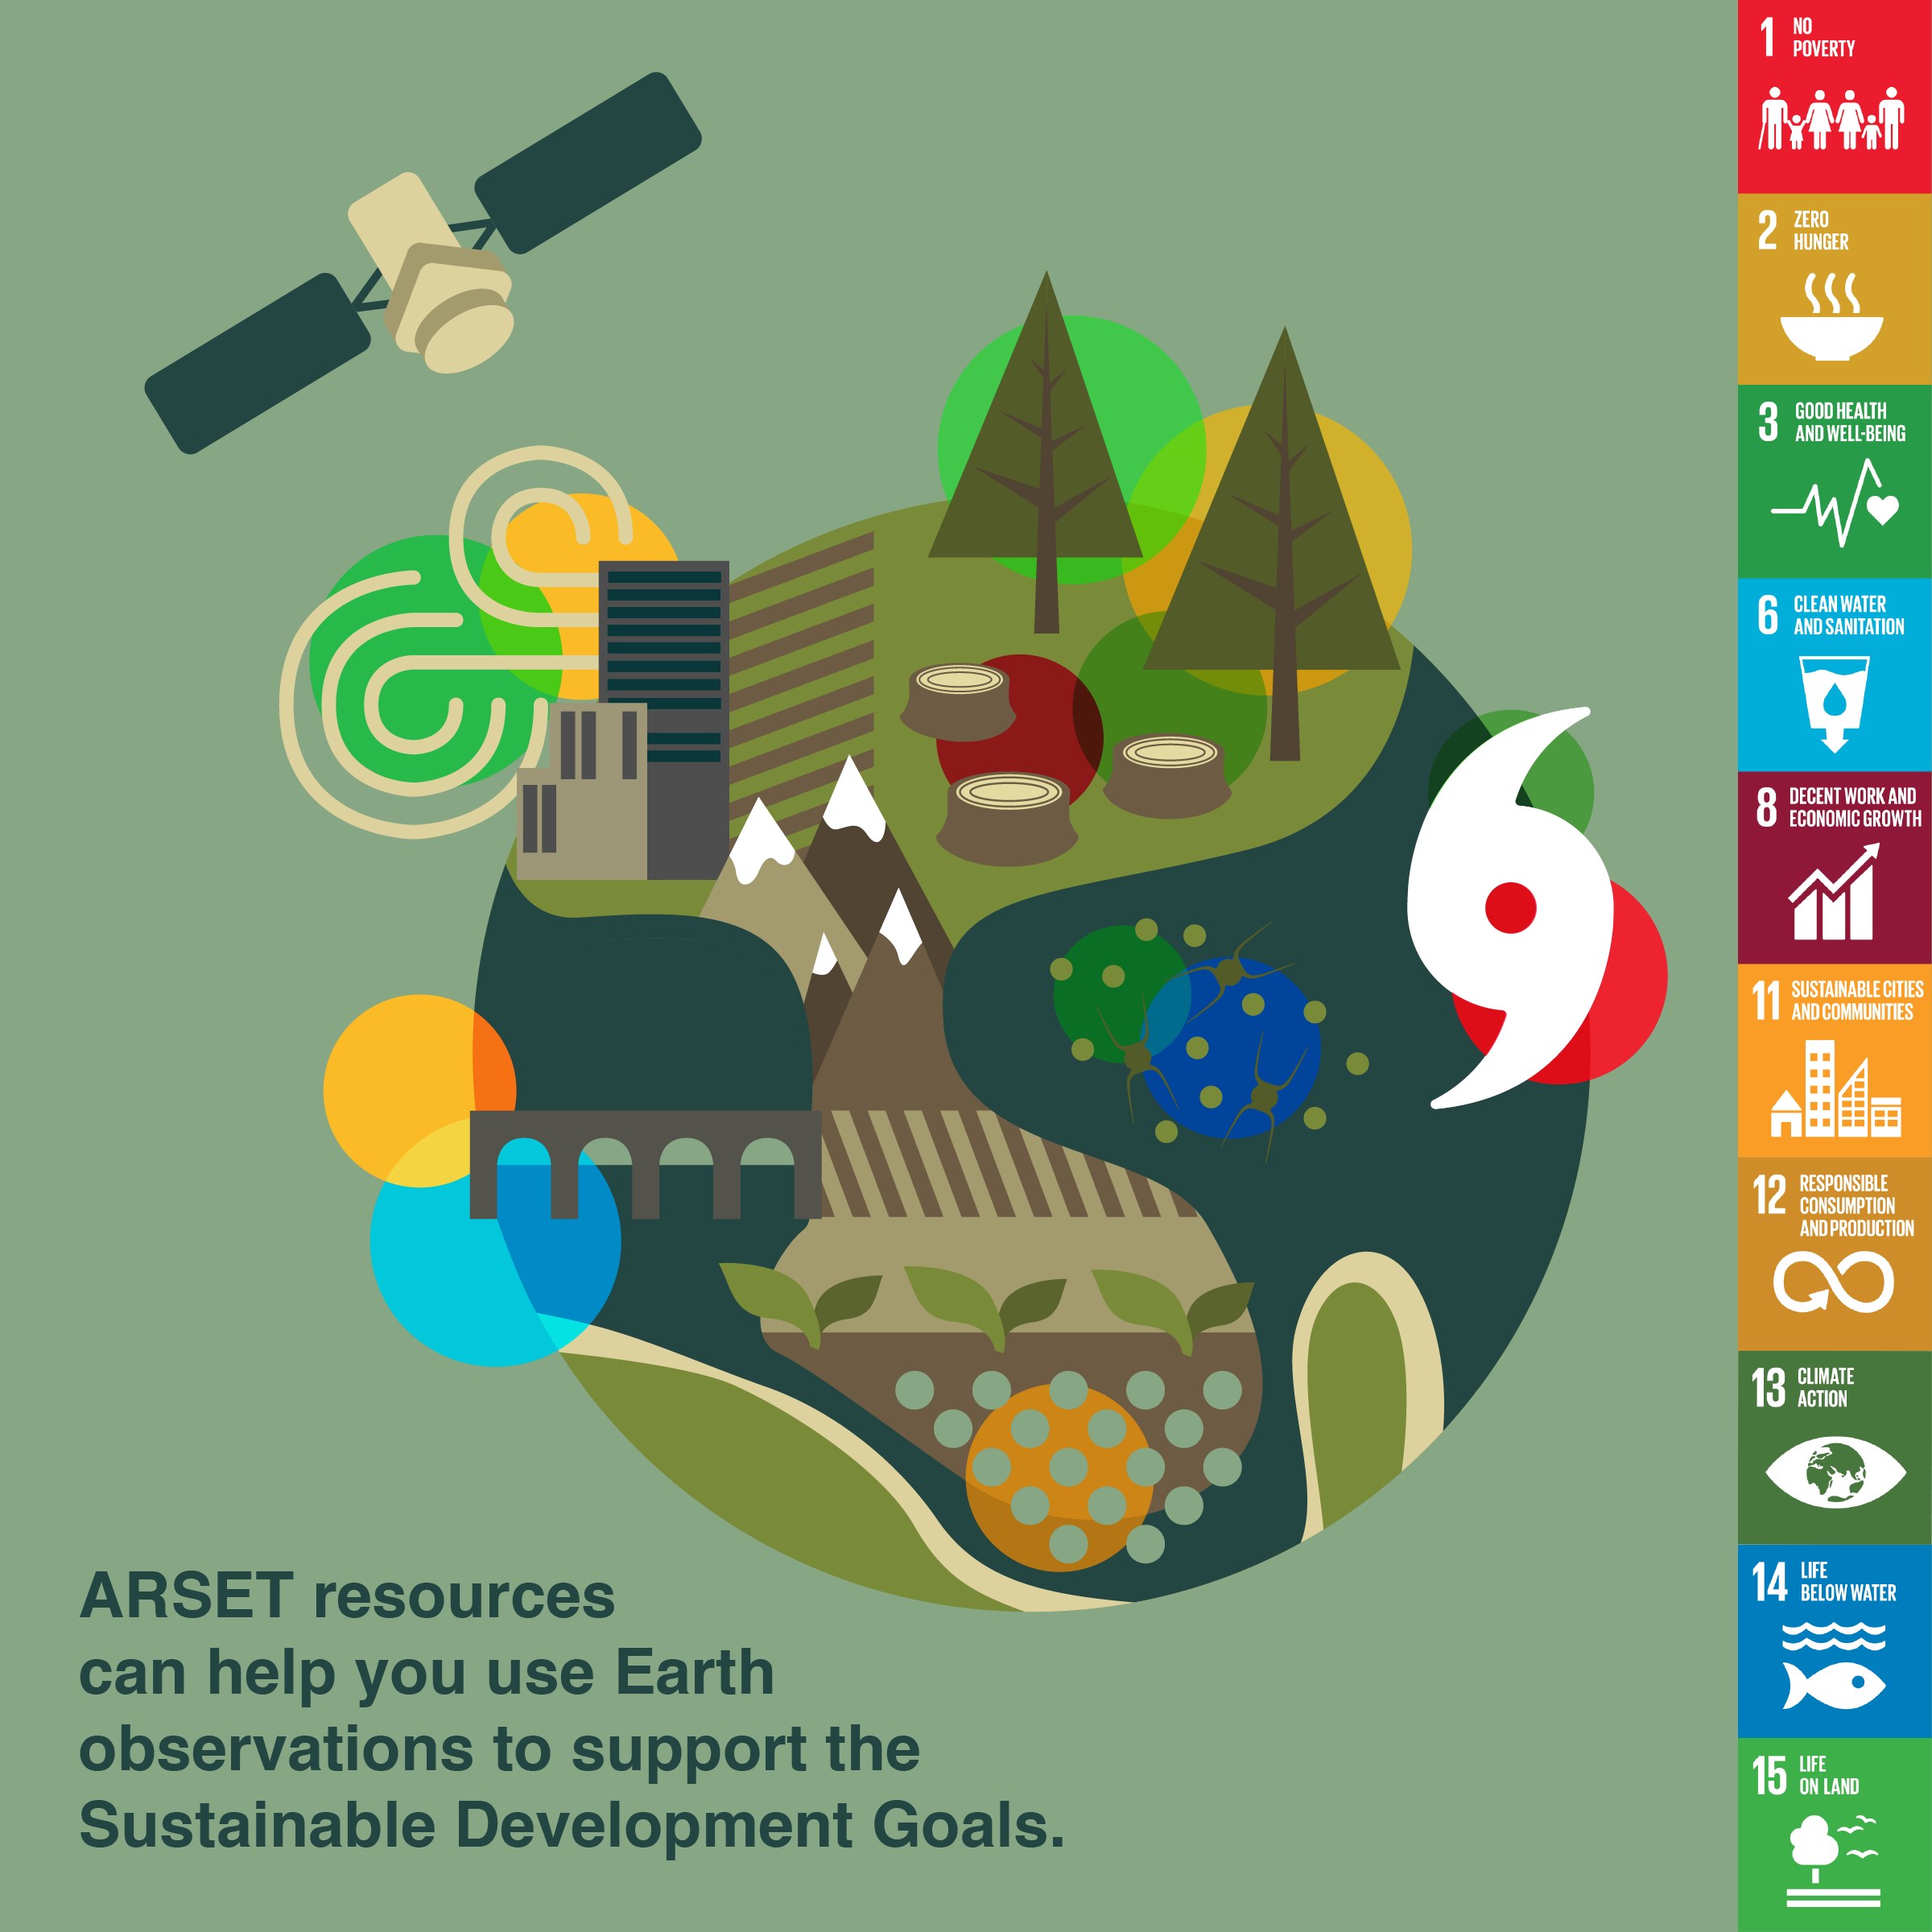 1 NO
POVERTY
2 ZERO
HUNGER
3 GOOD HEALTH
AND WELL-BEING
6 CLEAN WATER
AND SANITATION
8 DECENT WORK AND
ECONOMIC GROWTH
11 SUSTAINABLE CITIES
AND COMMUNITIES
12 RESPONSIBLE
CONSUMPTION
AND PRODUCTION
13 CLIMATE
ACTION
14 LIFE
BELOW WATER
15 LIFE
ON LAND
ARSET resources
can help you use Earth
observations to support the
Sustainable Development Goals.